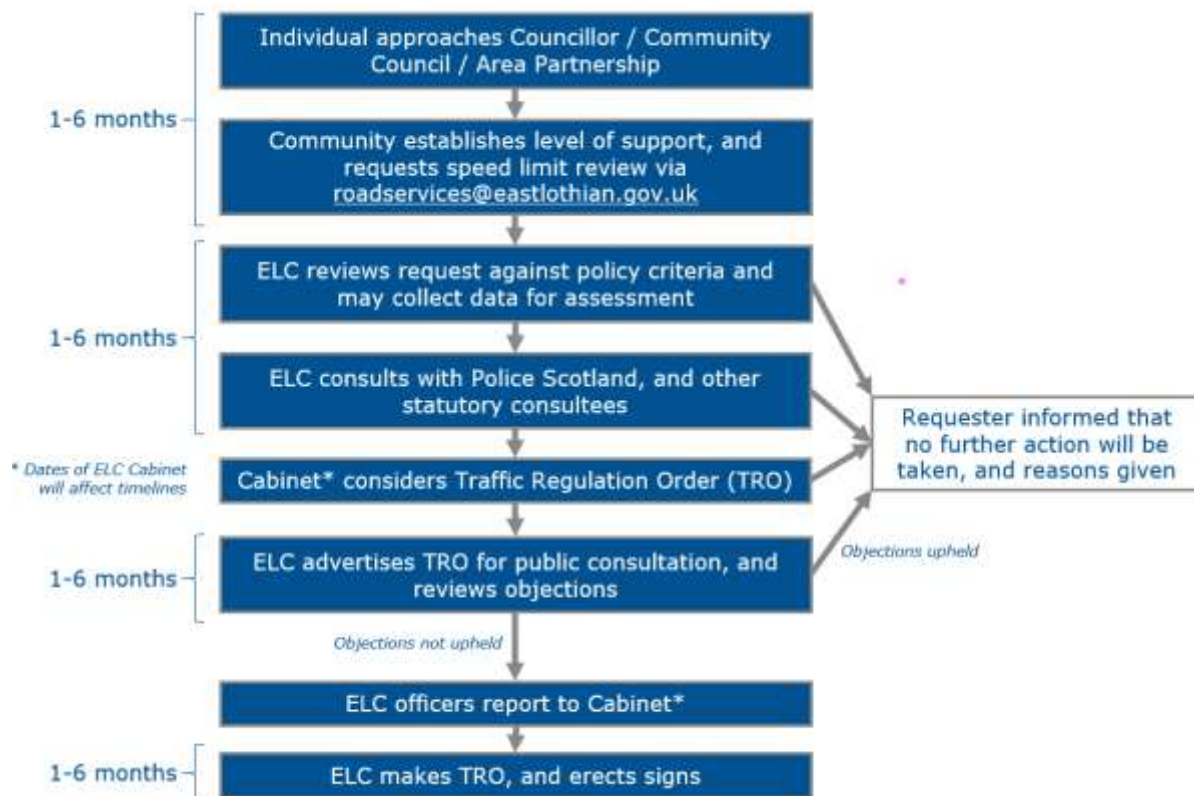 Individual approaches Councillor / Community
Council / Area Partnership
1-6 months
Community establishes level of support, and
requests speed limit review via
roadservices@eastlothian.gov.uk
ELC reviews request against policy criteria and
may collect data for assessment
1-6 months
ELC consults with Police Scotland, and other
statutory consultees
Requester informed that
no further action will be
taken, and reasons given
* Dates of ELC Cabinet
will affect timelines
Cabinet* considers Traffic Regulation Order (TRO)
ELC advertises TRO for public consultation, and
reviews objections
1-6 months
Objections upheld
Objections not upheld
ELC officers report to Cabinet*
1-6 months
ELC makes TRO, and erects signs